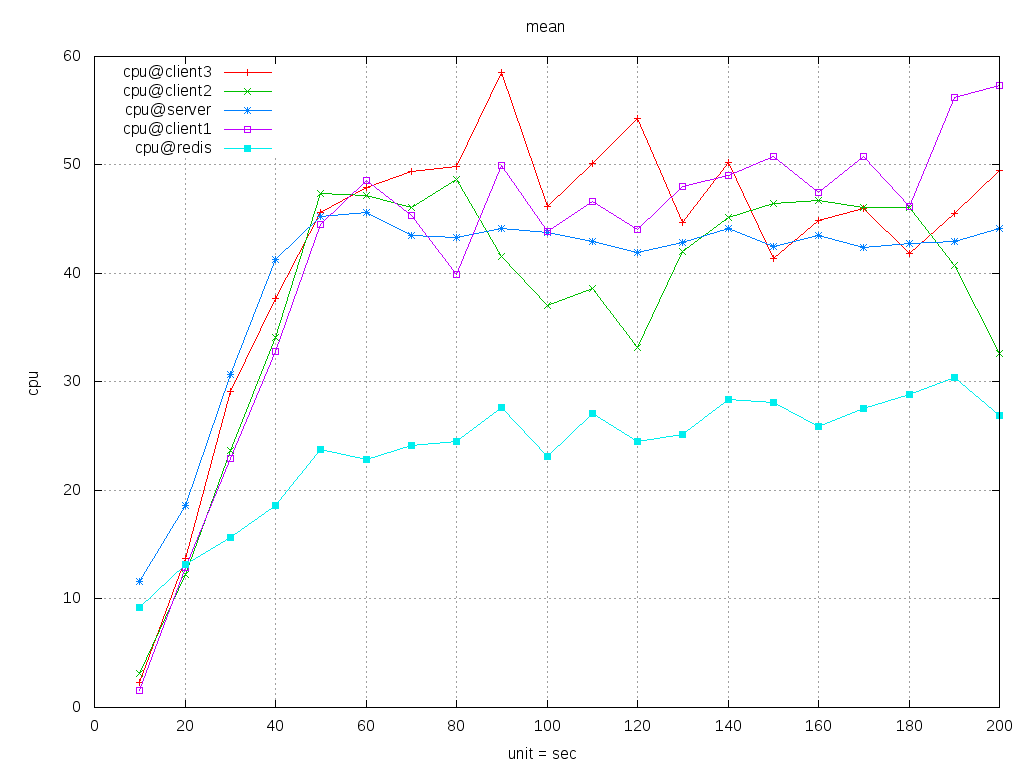 mean
60
50
40
30
20
10
0
cpu
cpu@client3
cpu@client2
cpu@server
cpu@client1
cpu@redis
0 20 40 60 80 100 120 140 160 180 200
unit = sec